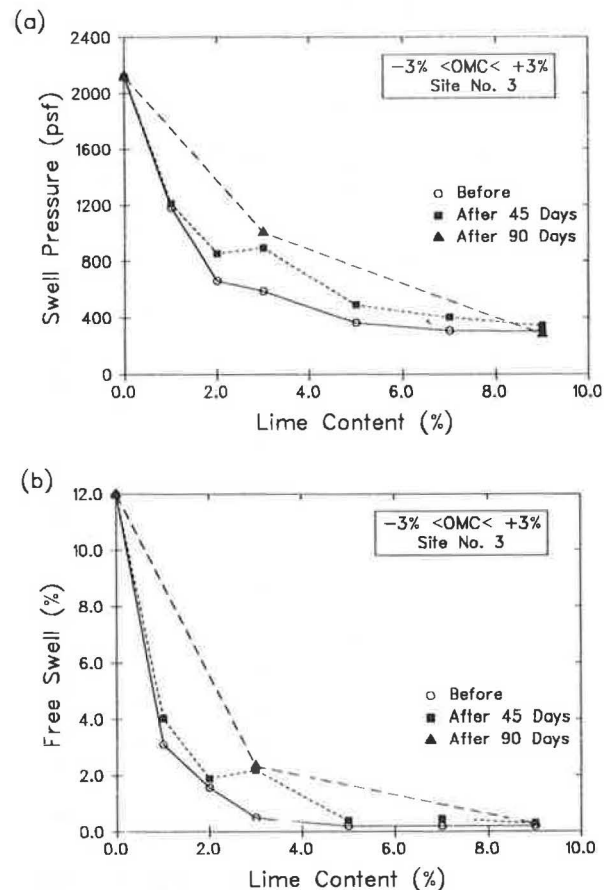 (a)
2400
2000
1600
1200
800
400
0
Swell Pressure (psf)
−3% <OMC< +3%
Site No. 3
Before
After 45 Days
After 90 Days
0.0 2.0 4.0 6.0 8.0 10.0
Lime Content (%)
(b)
12.0
8.0
4.0
2.0
0.0
Free Swell (%)
−3% <OMC< +3%
Site No. 3
Before
After 45 Days
After 90 Days
0.0 2.0 4.0 6.0 8.0 10.0
Lime Content (%)